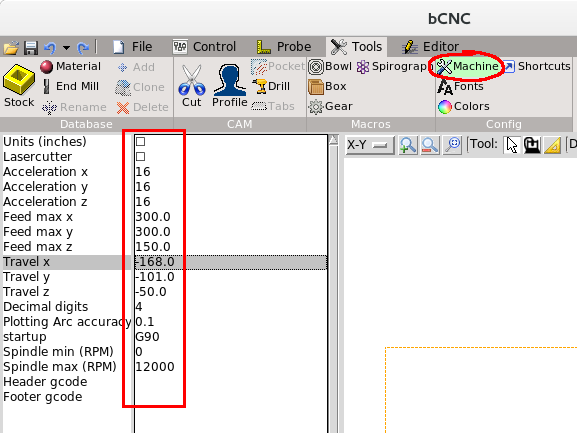 bCNC
File Control Probe Tools Editor
Material Add Pocket Bowl Spirograp Machine Shortcuts
Stock End Mill Clone Cut Profile Drill Box Fonts
Rename Delete Tabs Gear Colors
Database CAM Macros Config
Units (inches)
Lasercutter
Acceleration x 16
Acceleration y 16
Acceleration z 16
Feed max x 300.0
Feed max y 300.0
Feed max z 150.0
Travel x -168.0
Travel y -101.0
Travel z -50.0
Decimal digits 4
Plotting Arc accuracy 0.1
startup G90
Spindle min (RPM) 0
Spindle max (RPM) 12000
Header gcode
Footer gcode
X-Y Tool: D